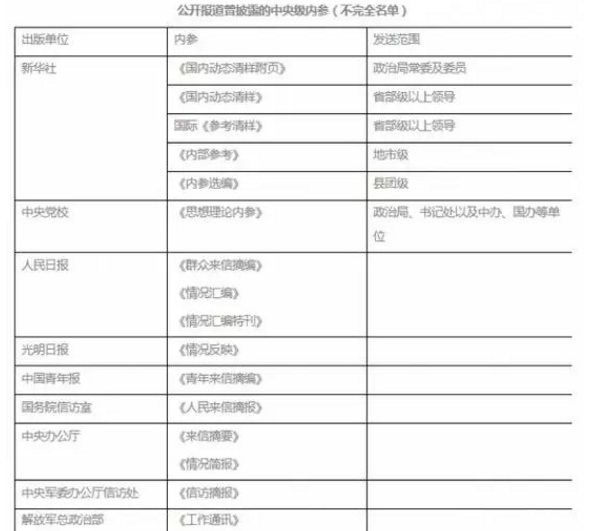 公开报道曾披露的中央级内参（不完全名单）
出版单位 内参 发送范围
新华社 《国内动态清样附页》 政治局常委及委员
《国内动态清样》 省部级以上领导
国际《参考清样》 省部级以上领导
《内部参考》 地市级
《内参选编》 县团级
中央党校 《思想理论内参》 政治局、书记处以及中办、国办等单
位
人民日报 《群众来信摘编》
《情况汇编》
《情况汇编特刊》
光明日报 《情况反映》
中国青年报 《青年来信摘编》
国务院信访室 《人民来信摘报》
中央办公厅 《来信摘要》
《情况简报》
中央军委办公厅信访处 《信访摘报》
解放军总政治部 《工作通讯》